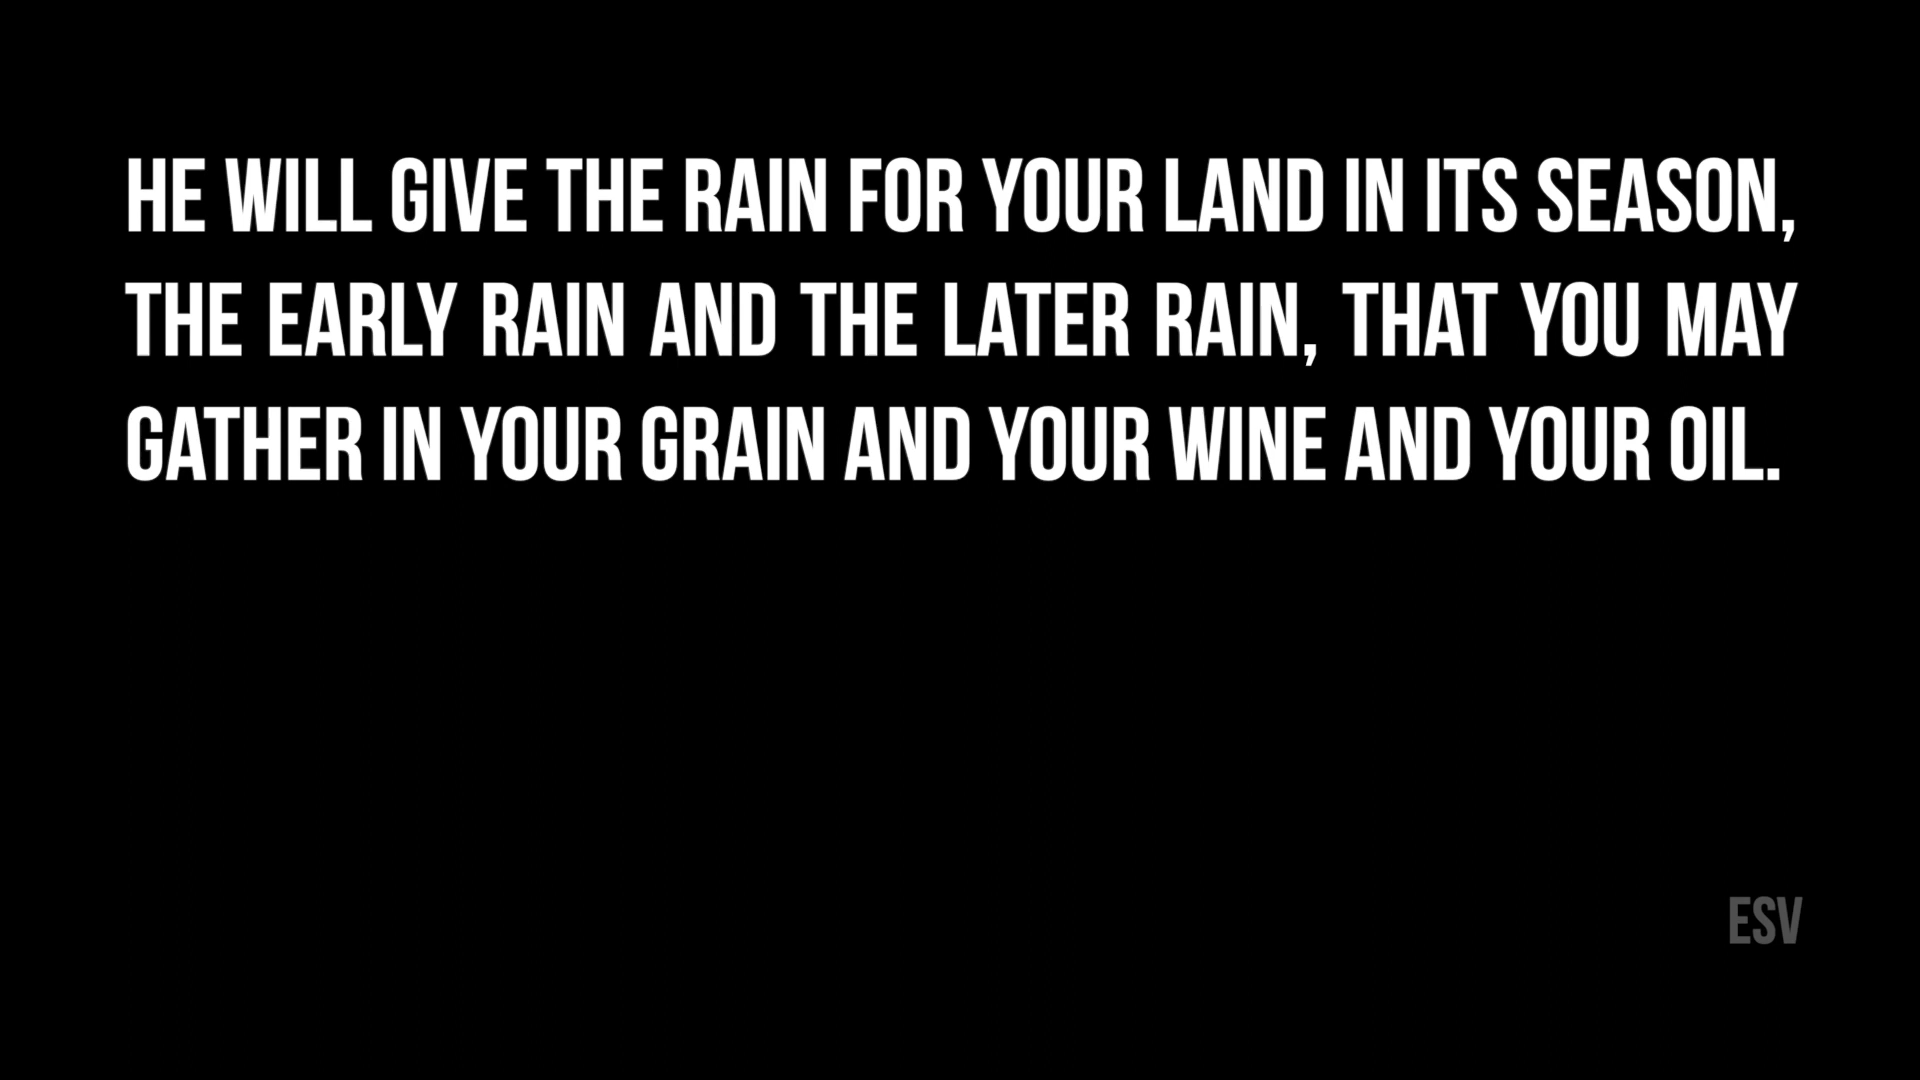 HE WILL GIVE THE RAIN FOR YOUR LAND IN ITS SEASON,
THE EARLY RAIN AND THE LATER RAIN, THAT YOU MAY
GATHER IN YOUR GRAIN AND YOUR WINE AND YOUR OIL.
ESV